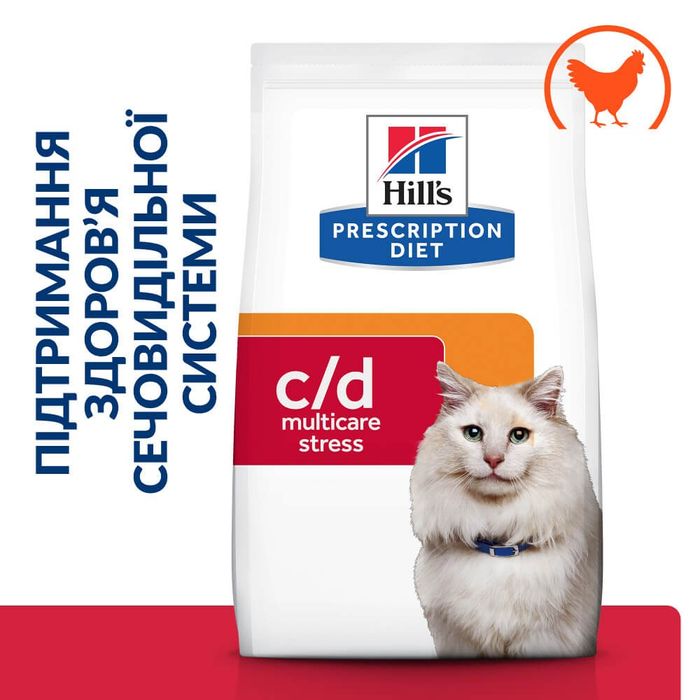 ПІДТРИМАННЯ
ЗДОРОВ'Я
СЕЧОВИДІЛЬНОЇ
СИСТЕМИ
Hill's
PRESCRIPTION
DIET
c/d
multicare
stress